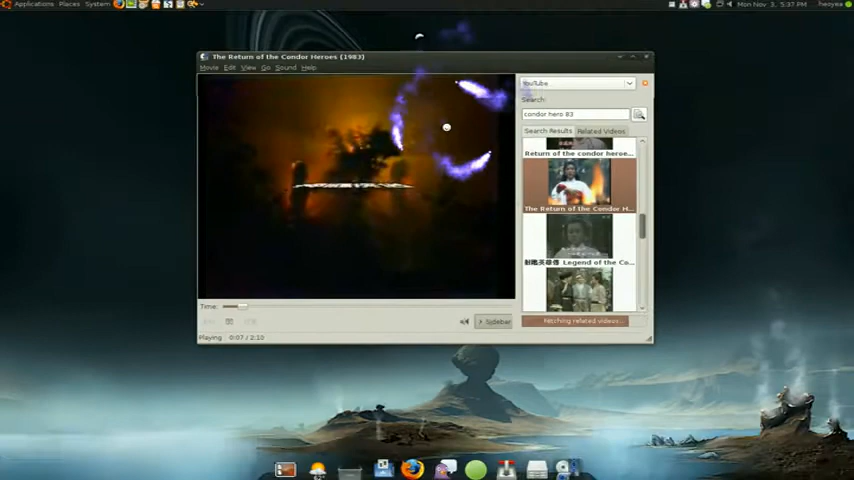 Applications Places System
Mon Nov 3, 5:37 PM heoyea
The Return of the Condor Heroes (1983)
Movie Edit View Go Sound Help
YouTube
Search:
condor hero 83
Search Results Related Videos
Return of the condor heroe...
The Return of the Condor H...
Legend of the Co...
Time:
Sidebar
Fetching related videos...
Playing 0:07 / 2:13